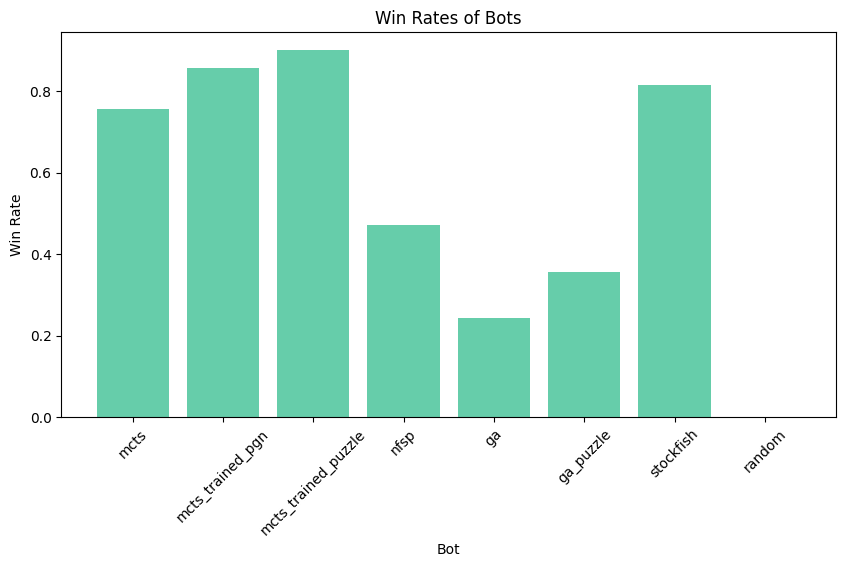 Win Rates of Bots
Win Rate
0.8
0.6
0.4
0.2
0.0
mcts
mcts_trained_pgn
mcts_trained_puzzle
nfsp
ga
ga_puzzle
stockfish
random
Bot